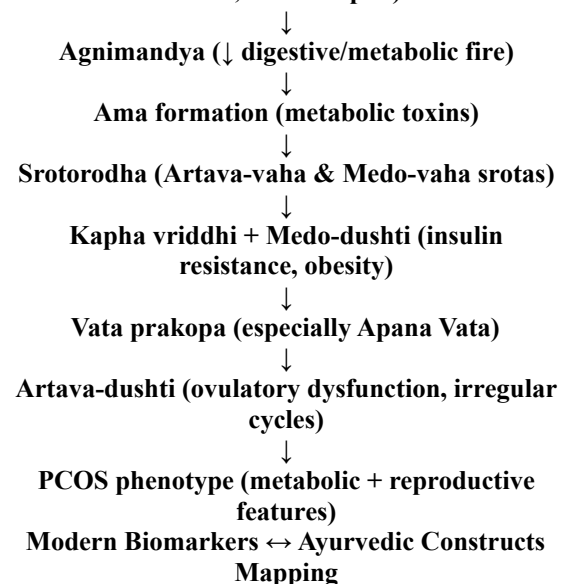 ↓
Agnimandya (↓ digestive/metabolic fire)
↓
Ama formation (metabolic toxins)
↓
Srotorodha (Artava-vaha & Medo-vaha srotas)
↓
Kapha vriddhi + Medo-dushti (insulin
resistance, obesity)
↓
Vata prakopa (especially Apana Vata)
↓
Artava-dushti (ovulatory dysfunction, irregular
cycles)
↓
PCOS phenotype (metabolic + reproductive
features)
Modern Biomarkers ↔ Ayurvedic Constructs
Mapping